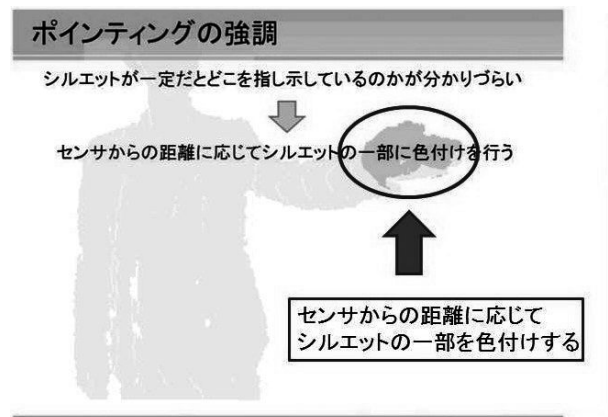 ポインティングの強調
シルエットが一定だとどこを指し示しているのかが分かりづらい
センサからの距離に応じてシルエットの一部に色付けを行う
センサからの距離に応じて
シルエットの一部を色付けする